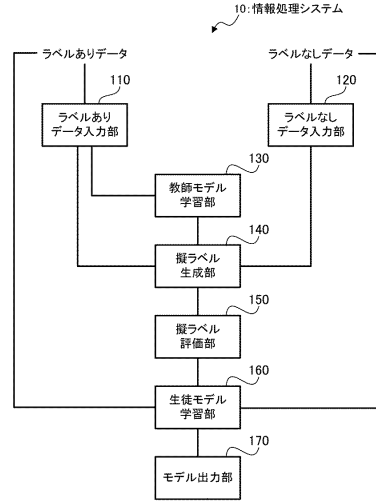 10:情報処理システム
ラベルありデータ
ラベルなしデータ
110
ラベルあり
データ入力部
120
ラベルなし
データ入力部
130
教師モデル
学習部
140
擬ラベル
生成部
150
擬ラベル
評価部
160
生徒モデル
学習部
170
モデル出力部